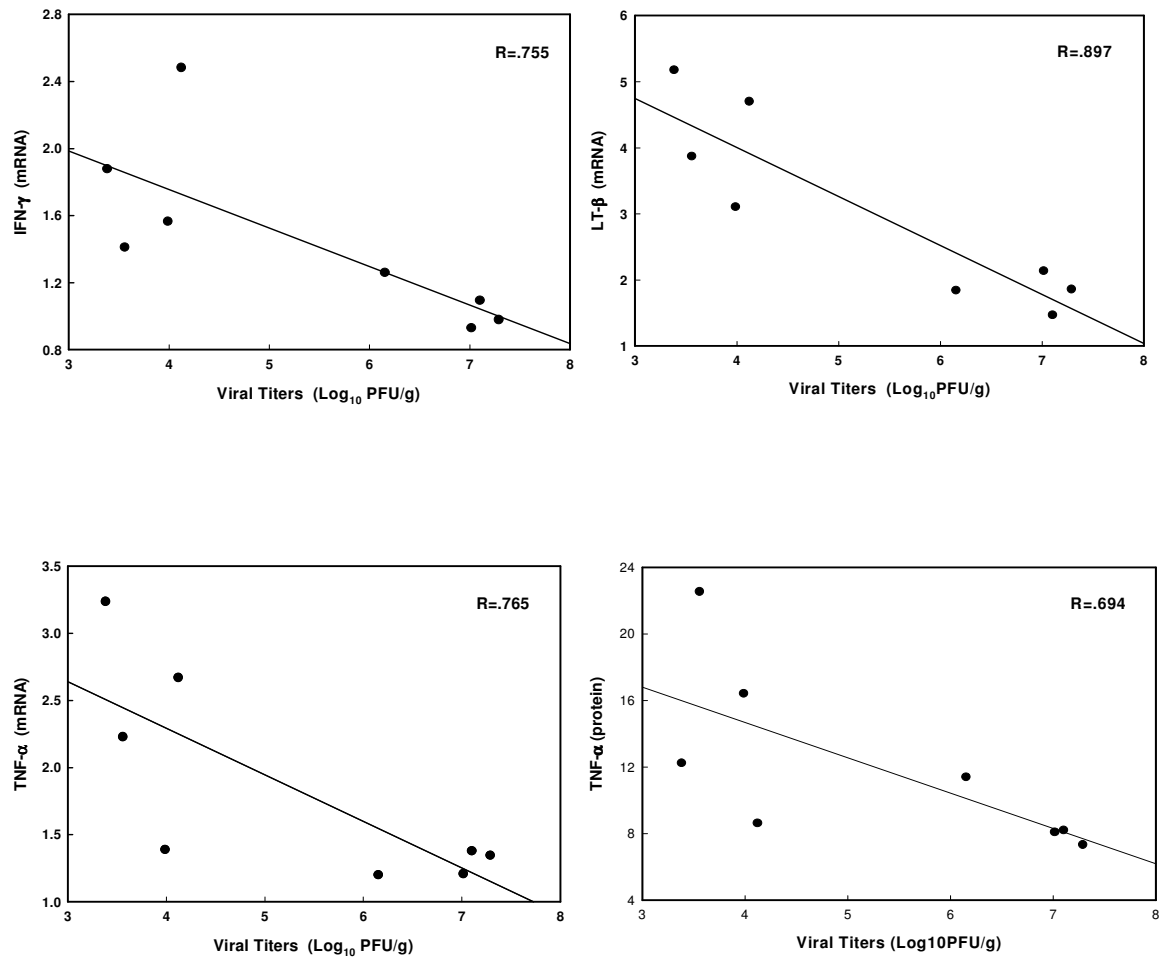 2.8
2.4
2.0
1.6
1.2
0.8
IFN-γ (mRNA)
R=.755
3 4 5 6 7 8
Viral Titers (Log₁₀ PFU/g)
6
5
4
3
2
1
LT-β (mRNA)
R=.897
3 4 5 6 7 8
Viral Titers (Log₁₀PFU/g)
3.5
3.0
2.5
2.0
1.5
1.0
TNF-α (mRNA)
R=.765
3 4 5 6 7 8
Viral Titers (Log₁₀ PFU/g)
24
20
16
12
8
4
TNF-α (protein)
R=.694
3 4 5 6 7 8
Viral Titers (Log10PFU/g)